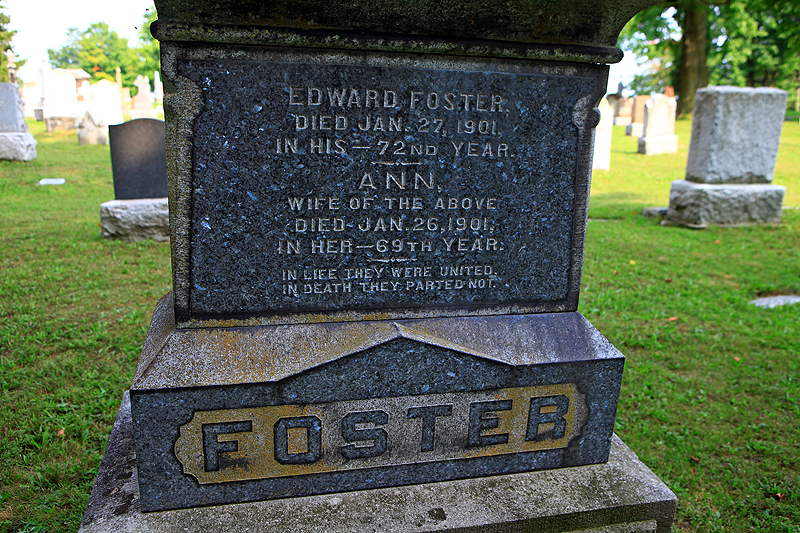 EDWARD FOSTER.
DIED JAN. 27, 1901.
IN HIS — 72ND YEAR.
ANN.
WIFE OF THE ABOVE
DIED JAN. 26, 1901.
IN HER — 69TH YEAR.
IN LIFE THEY WERE UNITED.
IN DEATH THEY PARTED NOT.
FOSTER